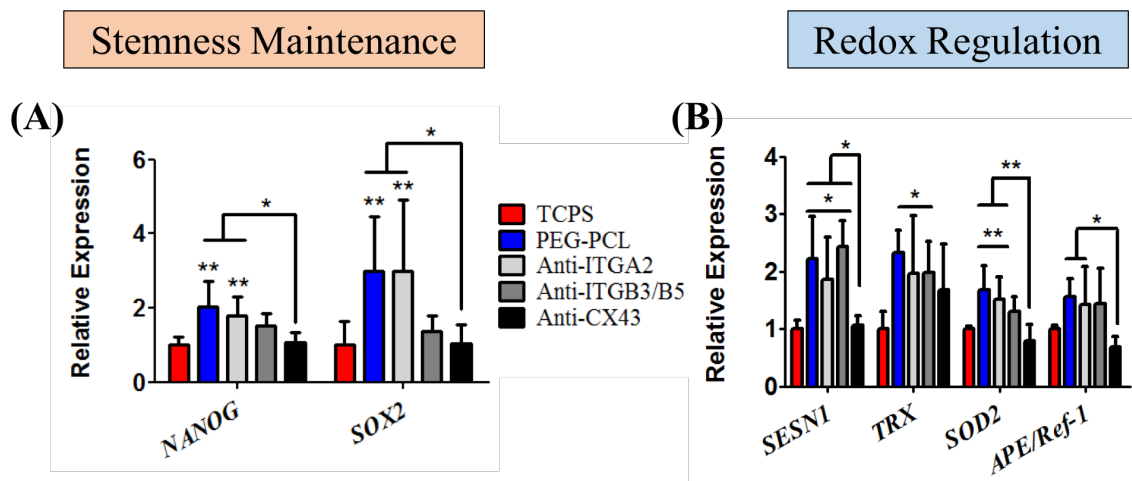 Stemness Maintenance
Redox Regulation
(A)
(B)
Relative Expression
6
4
2
0
*
**
**
*
**
**
NANOG
SOX2
TCPS
PEG-PCL
Anti-ITGA2
Anti-ITGB3/B5
Anti-CX43
Relative Expression
4
3
2
1
0
*
*
*
**
**
*
SESN1
TRX
SOD2
APE/Ref-1